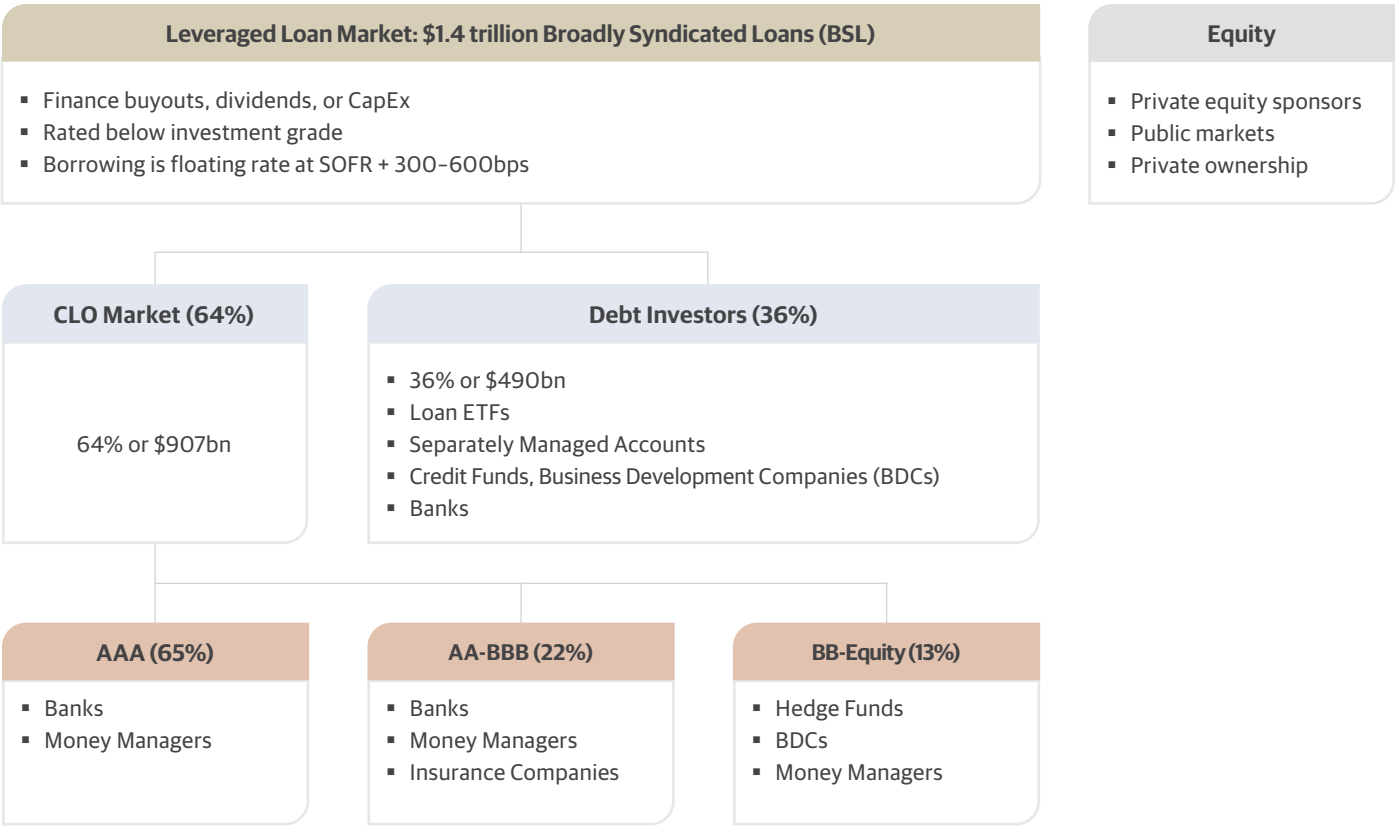 Leveraged Loan Market: $1.4 trillion Broadly Syndicated Loans (BSL)
▪ Finance buyouts, dividends, or CapEx
▪ Rated below investment grade
▪ Borrowing is floating rate at SOFR + 300–600bps
Equity
▪ Private equity sponsors
▪ Public markets
▪ Private ownership
CLO Market (64%)
64% or $907bn
Debt Investors (36%)
▪ 36% or $490bn
▪ Loan ETFs
▪ Separately Managed Accounts
▪ Credit Funds, Business Development Companies (BDCs)
▪ Banks
AAA (65%)
▪ Banks
▪ Money Managers
AA-BBB (22%)
▪ Banks
▪ Money Managers
▪ Insurance Companies
BB-Equity (13%)
▪ Hedge Funds
▪ BDCs
▪ Money Managers